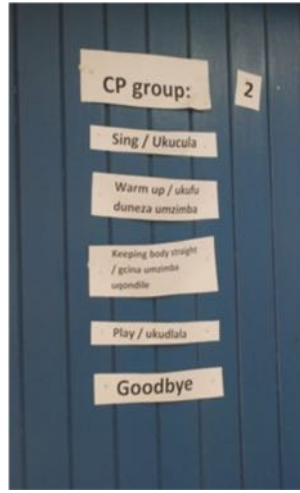 CP group: 2
Sing / Ukucula
Warm up / ukufu
duneza umzimba
Keeping body straight
/ gcina umzimba
uqondile
Play / ukudlala
Goodbye